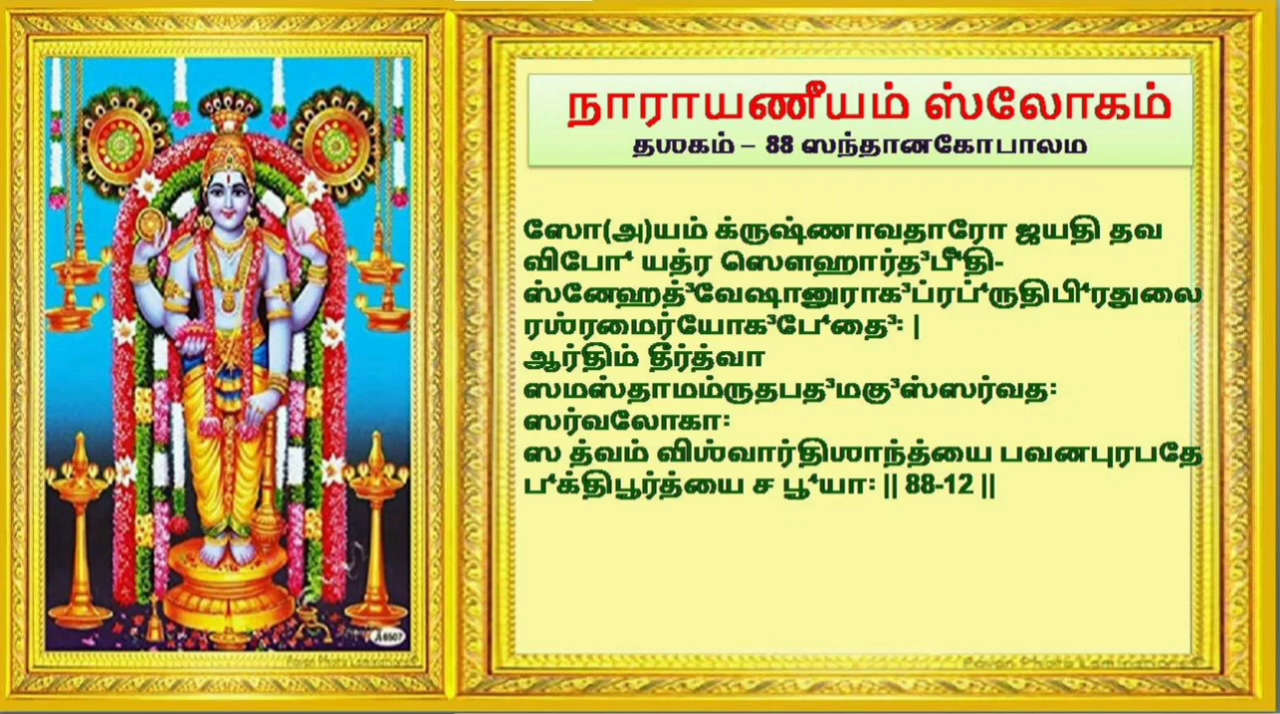 நாராயணீயம் ஸ்லோகம்
தஶகம் – 88 ஸந்தானகோபாலம
ஸோ(அ)யம் க்ருஷ்ணாவதாரோ ஜயதி தவ
விபோ⁴ யத்ர ஸௌஹார்த³பீ⁴தி-
ஸ்னேஹத்³வேஷானுராக³ப்ரப்⁴ருதிபி⁴ரதுலை
ரஶ்ரமைர்யோக³பே⁴தை³: |
ஆர்திம் தீர்த்வா
ஸமஸ்தாமம்ருதபத³மகு³ஸ்ஸர்வத:
ஸர்வலோகா:
ஸ த்வம் விஶ்வார்திஶாந்த்யை பவனபுரபதே
ப⁴க்திபூர்த்யை ச பூ⁴யா: || 88-12 ||
A 6507